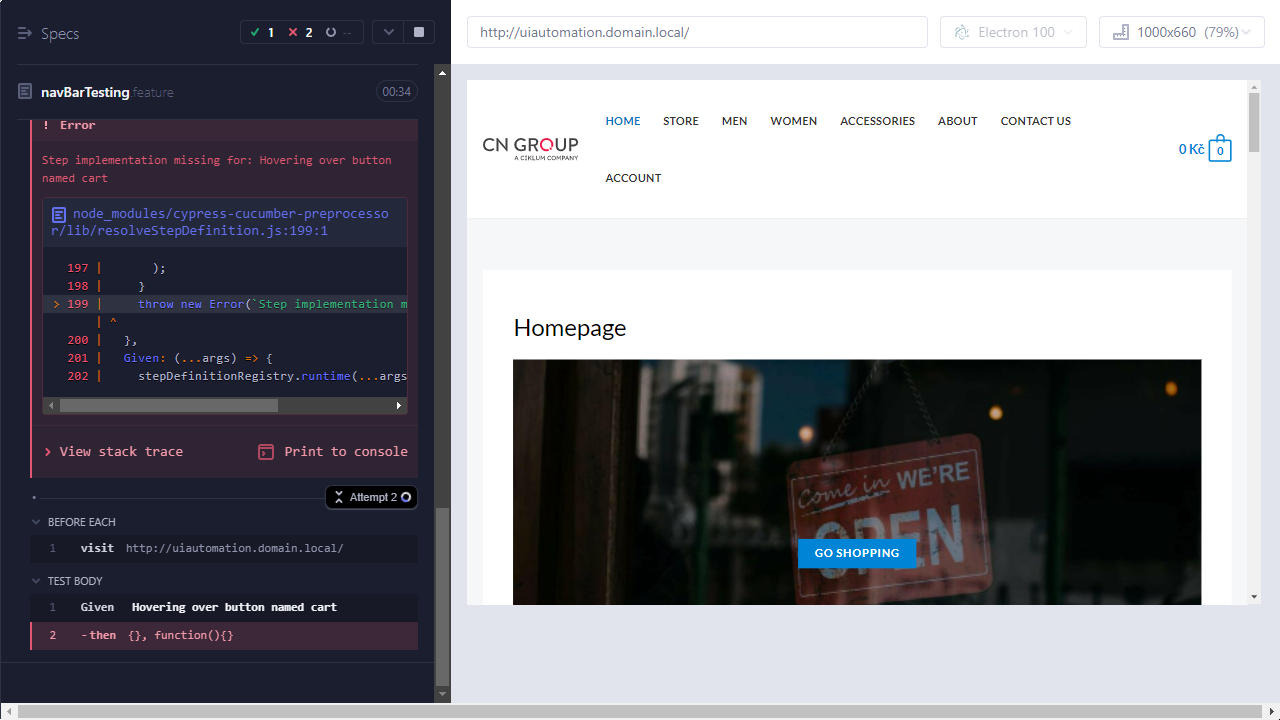 Specs
1
2
--
navBarTesting.feature
00:34
! Error
Step implementation missing for: Hovering over button
named cart
node_modules/cypress-cucumber-preprocesso
r/lib/resolveStepDefinition.js:199:1
197 | );
198 | }
> 199 | throw new Error(`Step implementation m
| ^
200 | },
201 | Given: (...args) => {
202 | stepDefinitionRegistry.runtime(...args
View stack trace
Print to console
Attempt 2
BEFORE EACH
1 visit http://uiautomation.domain.local/
TEST BODY
1 Given Hovering over button named cart
2 -then {}, function(){}
http://uiautomation.domain.local/
Electron 100
1000x660 (79%)
CN GROUP
A CIKLUM COMPANY
HOME STORE MEN WOMEN ACCESSORIES ABOUT CONTACT US
ACCOUNT
0 Kč 0
Homepage
Come in WE'RE
OPEN
GO SHOPPING